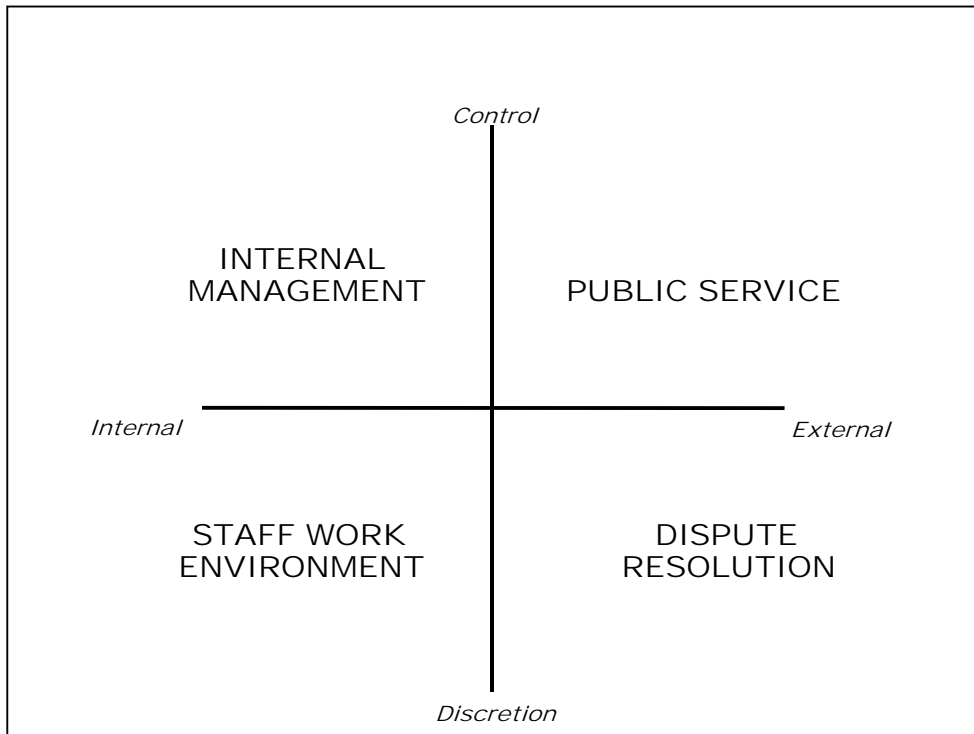 Control
INTERNAL
MANAGEMENT
PUBLIC SERVICE
Internal
External
STAFF WORK
ENVIRONMENT
DISPUTE
RESOLUTION
Discretion